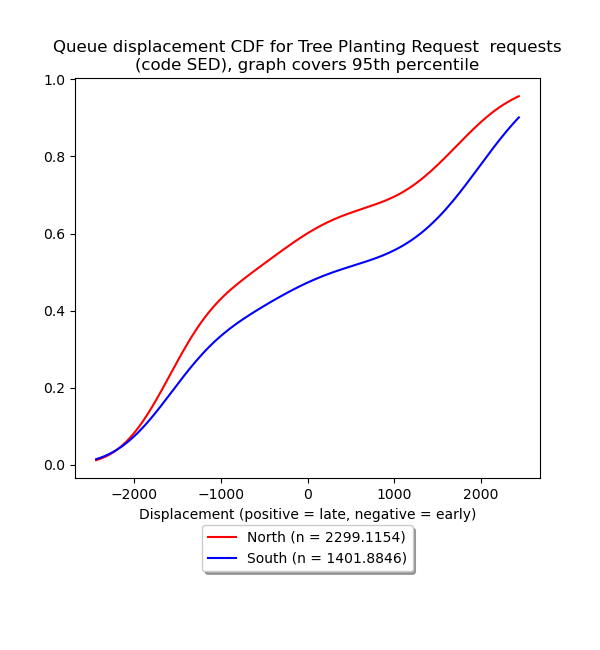 Queue displacement CDF for Tree Planting Request  requests
(code SED), graph covers 95th percentile
1.0
0.8
0.6
0.4
0.2
0.0
−2000 −1000 0 1000 2000
Displacement (positive = late, negative = early)
North (n = 2299.1154)
South (n = 1401.8846)